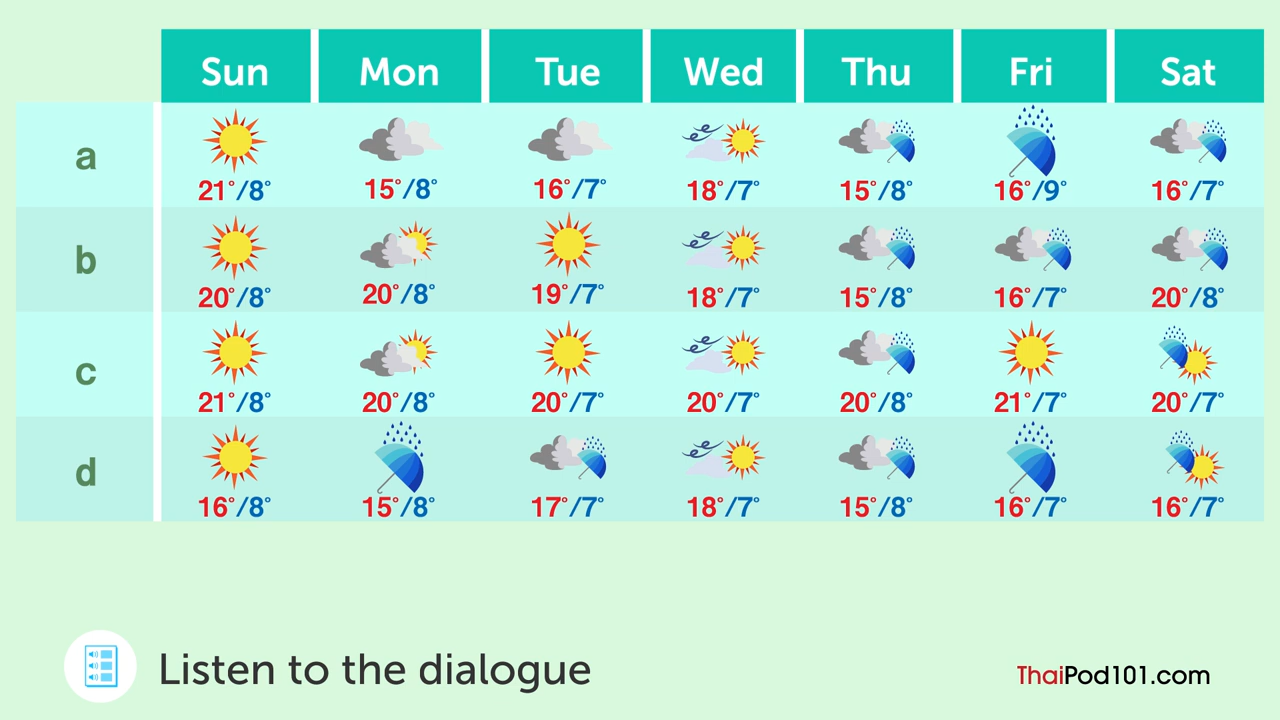 Sun Mon Tue Wed Thu Fri Sat
a
21°/8° 15°/8° 16°/7° 18°/7° 15°/8° 16°/9° 16°/7°
b
20°/8° 20°/8° 19°/7° 18°/7° 15°/8° 16°/7° 20°/8°
c
21°/8° 20°/8° 20°/7° 20°/7° 20°/8° 21°/7° 20°/7°
d
16°/8° 15°/8° 17°/7° 18°/7° 15°/8° 16°/7° 16°/7°
Listen to the dialogue
ThaiPod101.com